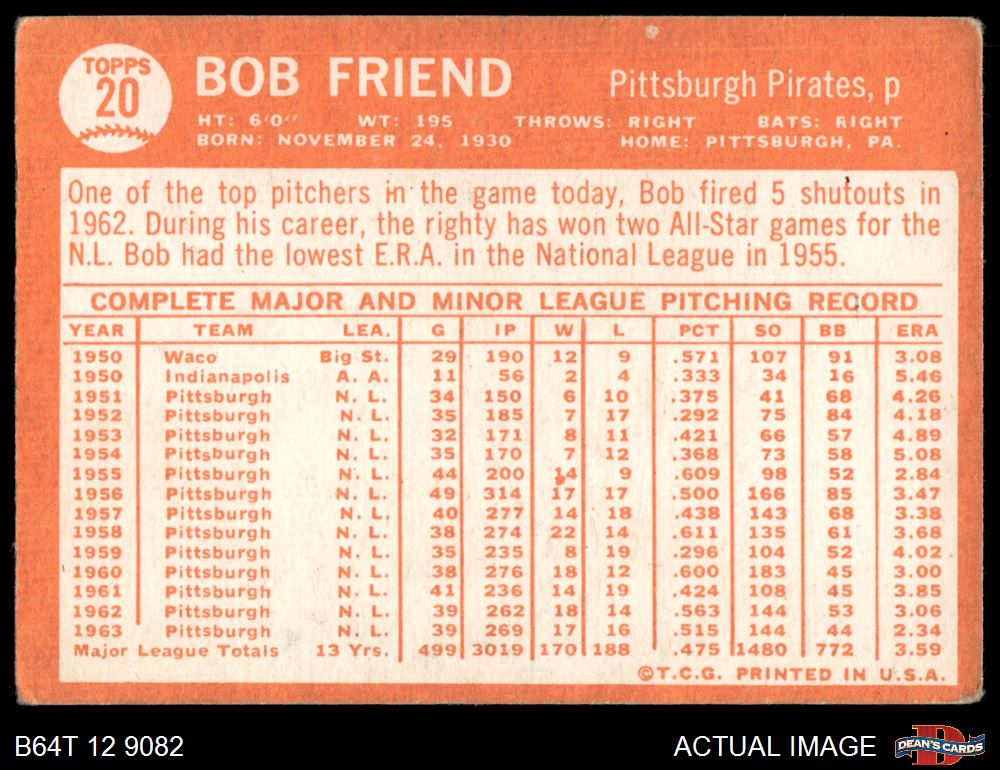 TOPPS
20
BOB FRIEND
Pittsburgh Pirates, p
HT: 6'0" WT: 195 THROWS: RIGHT BATS: RIGHT
BORN: NOVEMBER 24, 1930 HOME: PITTSBURGH, PA.
One of the top pitchers in the game today, Bob fired 5 shutouts in
1962. During his career, the righty has won two All-Star games for the
N.L. Bob had the lowest E.R.A. in the National League in 1955.
COMPLETE MAJOR AND MINOR LEAGUE PITCHING RECORD
YEAR TEAM LEA. G IP W L PCT SO BB ERA
1950 Waco Big St. 29 190 12 9 .571 107 91 3.08
1950 Indianapolis A. A. 11 56 2 4 .333 34 16 5.46
1951 Pittsburgh N. L. 34 150 6 10 .375 41 68 4.26
1952 Pittsburgh N. L. 35 185 7 17 .292 75 84 4.18
1953 Pittsburgh N. L. 32 171 8 11 .421 66 57 4.89
1954 Pittsburgh N. L. 35 170 7 12 .368 73 58 5.08
1955 Pittsburgh N. L. 44 200 14 9 .609 98 52 2.84
1956 Pittsburgh N. L. 49 314 17 17 .500 166 85 3.47
1957 Pittsburgh N. L. 40 277 14 18 .438 143 68 3.38
1958 Pittsburgh N. L. 38 274 22 14 .611 135 61 3.68
1959 Pittsburgh N. L. 35 235 8 19 .296 104 52 4.02
1960 Pittsburgh N. L. 38 276 18 12 .600 183 45 3.00
1961 Pittsburgh N. L. 41 236 14 19 .424 108 45 3.85
1962 Pittsburgh N. L. 39 262 18 14 .563 144 53 3.06
1963 Pittsburgh N. L. 39 269 17 16 .515 144 44 2.34
Major League Totals 13 Yrs. 499 3019 170 188 .475 1480 772 3.59
©T.C.G. PRINTED IN U.S.A.
B64T 12 9082
ACTUAL IMAGE
D
DEAN'S CARDS